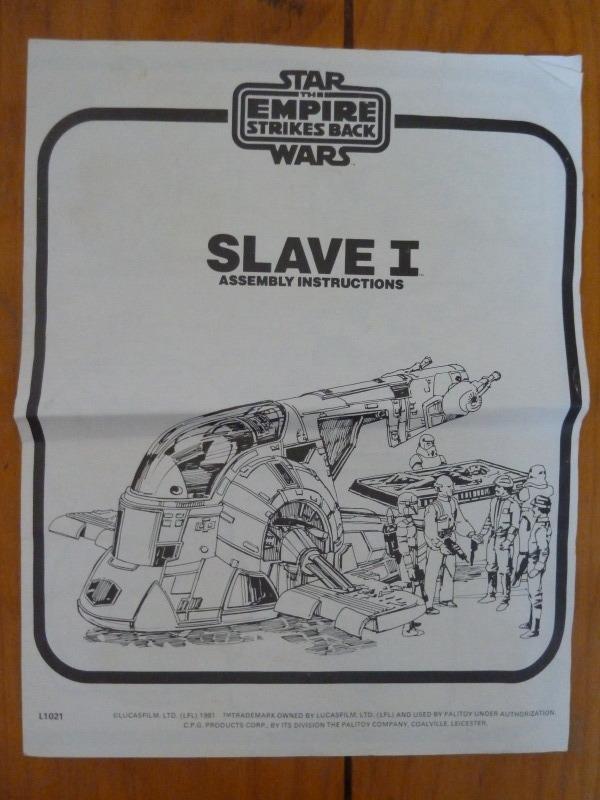 STAR
THE
EMPIRE
STRIKES BACK
WARS
SLAVE I™
ASSEMBLY INSTRUCTIONS
L1021
©LUCASFILM, LTD. (LFL) 1981 ™TRADEMARK OWNED BY LUCASFILM, LTD. (LFL) AND USED BY PALITOY UNDER AUTHORIZATION.
C.P.G. PRODUCTS CORP., BY ITS DIVISION THE PALITOY COMPANY, COALVILLE, LEICESTER.